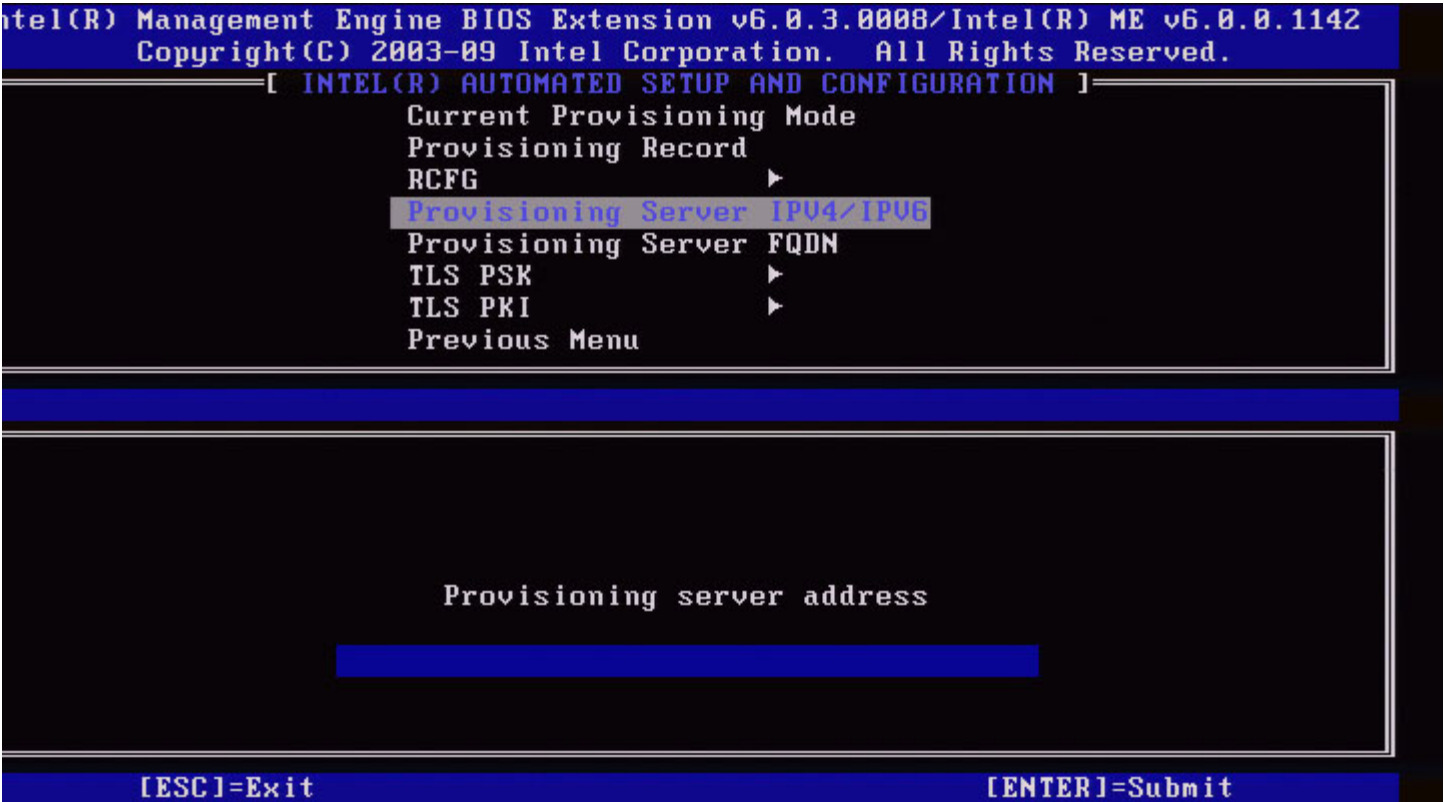 ntel(R) Management Engine BIOS Extension v6.0.3.0008/Intel(R) ME v6.0.0.1142
Copyright(C) 2003-09 Intel Corporation. All Rights Reserved.
[ INTEL(R) AUTOMATED SETUP AND CONFIGURATION ]
Current Provisioning Mode
Provisioning Record
RCFG ►
Provisioning Server IPV4/IPV6
Provisioning Server FQDN
TLS PSK ►
TLS PKI ►
Previous Menu
Provisioning server address
[ESC]=Exit [ENTER]=Submit